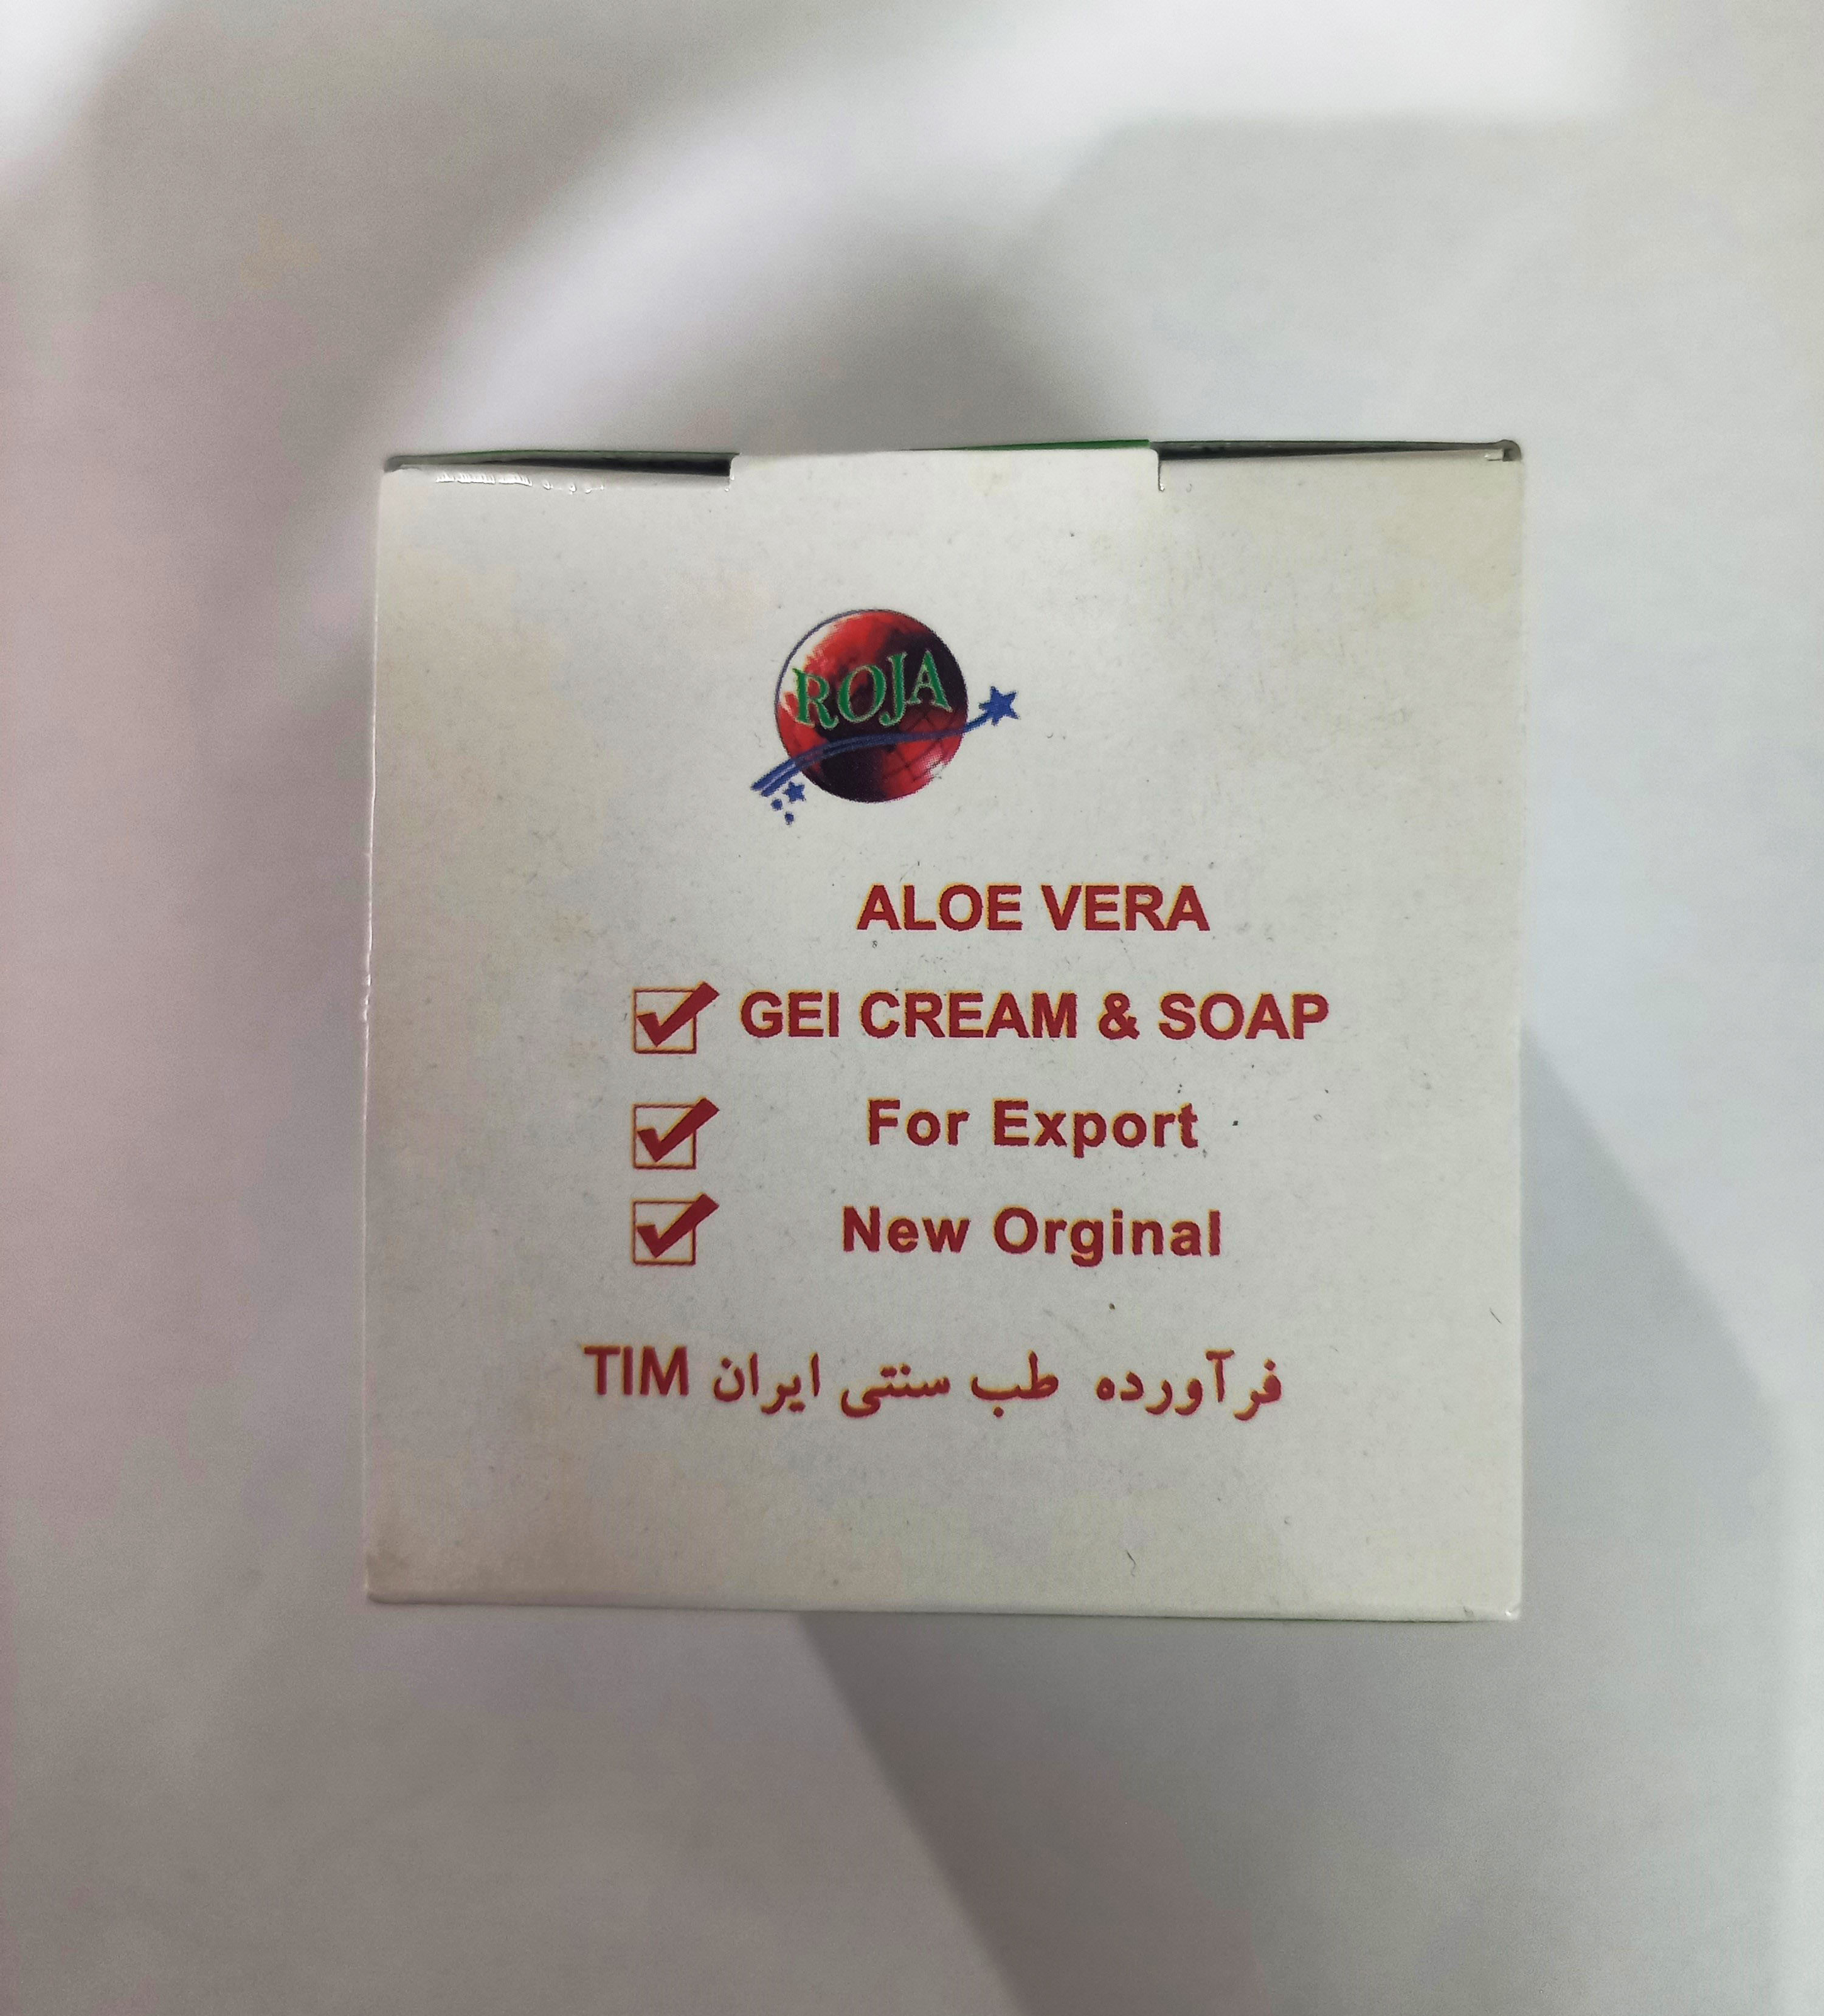 ROJA
ALOE VERA
GEI CREAM & SOAP
For Export
New Orginal
فرآورده طب سنتی ایران TIM